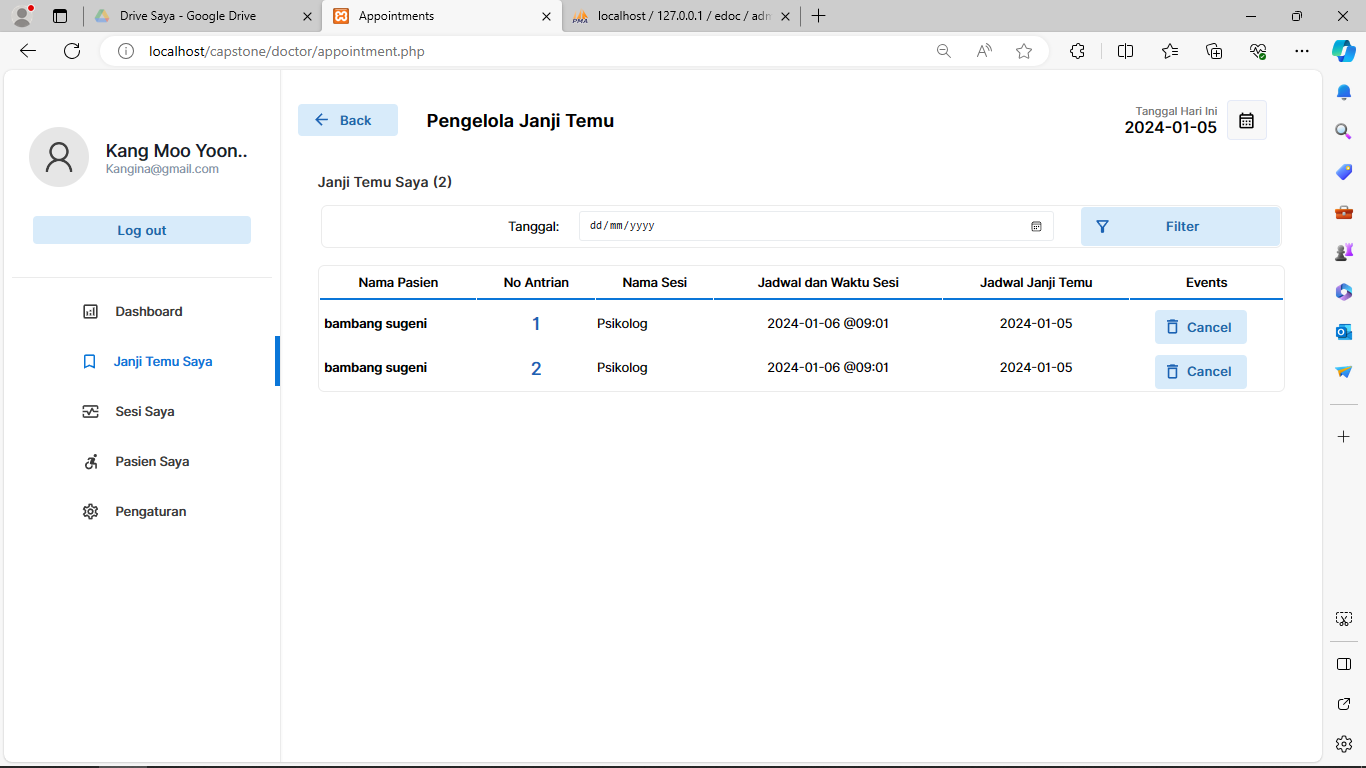 Drive Saya - Google Drive
Appointments
localhost / 127.0.0.1 / edoc / adm
localhost/capstone/doctor/appointment.php
Kang Moo Yoon..
Kangina@gmail.com
Log out
Dashboard
Janji Temu Saya
Sesi Saya
Pasien Saya
Pengaturan
Back
Pengelola Janji Temu
Tanggal Hari Ini
2024-01-05
Janji Temu Saya (2)
Tanggal: dd/mm/yyyy Filter
Nama Pasien No Antrian Nama Sesi Jadwal dan Waktu Sesi Jadwal Janji Temu Events
bambang sugeni 1 Psikolog 2024-01-06 @09:01 2024-01-05 Cancel
bambang sugeni 2 Psikolog 2024-01-06 @09:01 2024-01-05 Cancel